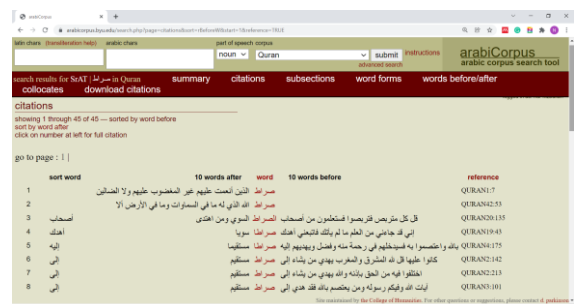 arabiCorpus
arabicorpus.byu.edu/search.php?page=citations&sort=rBefore
latin chars (transliteration help) arabic chars part of speech corpus
noun Quran submit instructions
advanced search
arabiCorpus
arabic corpus search tool
search results for SrAT | صراط in Quran summary citations subsections word forms words before/after
collocates download citations
citations
showing 1 through 45 of 45 — sorted by word before
sort by word after
click on number at left for full citation
go to page : 1 |
sort word 10 words after word 10 words before reference
1 صراط الذين أنعمت عليهم غير المغضوب عليهم ولا الضالين QURAN1:7
2 صراط الله الذي له ما في السماوات وما في الأرض ألا QURAN42:53
3 أصحاب قل كل متربص فتربصوا فستعلمون من أصحاب الصراط السوي ومن اهتدى QURAN20:135
4 أهدك إني قد جاءني من العلم ما لم يأتك فاتبعني أهدك صراطا سويا QURAN19:43
5 إليه بالله واعتصموا به فسيدخلهم في رحمة منه وفضل ويهديهم إليه صراطا مستقيما QURAN4:175
6 إلى كانوا عليها قل لله المشرق والمغرب يهدي من يشاء إلى صراط مستقيم QURAN2:142
7 إلى اختلفوا فيه من الحق بإذنه والله يهدي من يشاء إلى صراط مستقيم QURAN2:213
8 إلى آيات الله وفيكم رسوله ومن يعتصم بالله فقد هدي إلى صراط مستقيم QURAN3:101
Site maintained by the College of Humanities. For other questions or suggestions, please contact d. parkinson